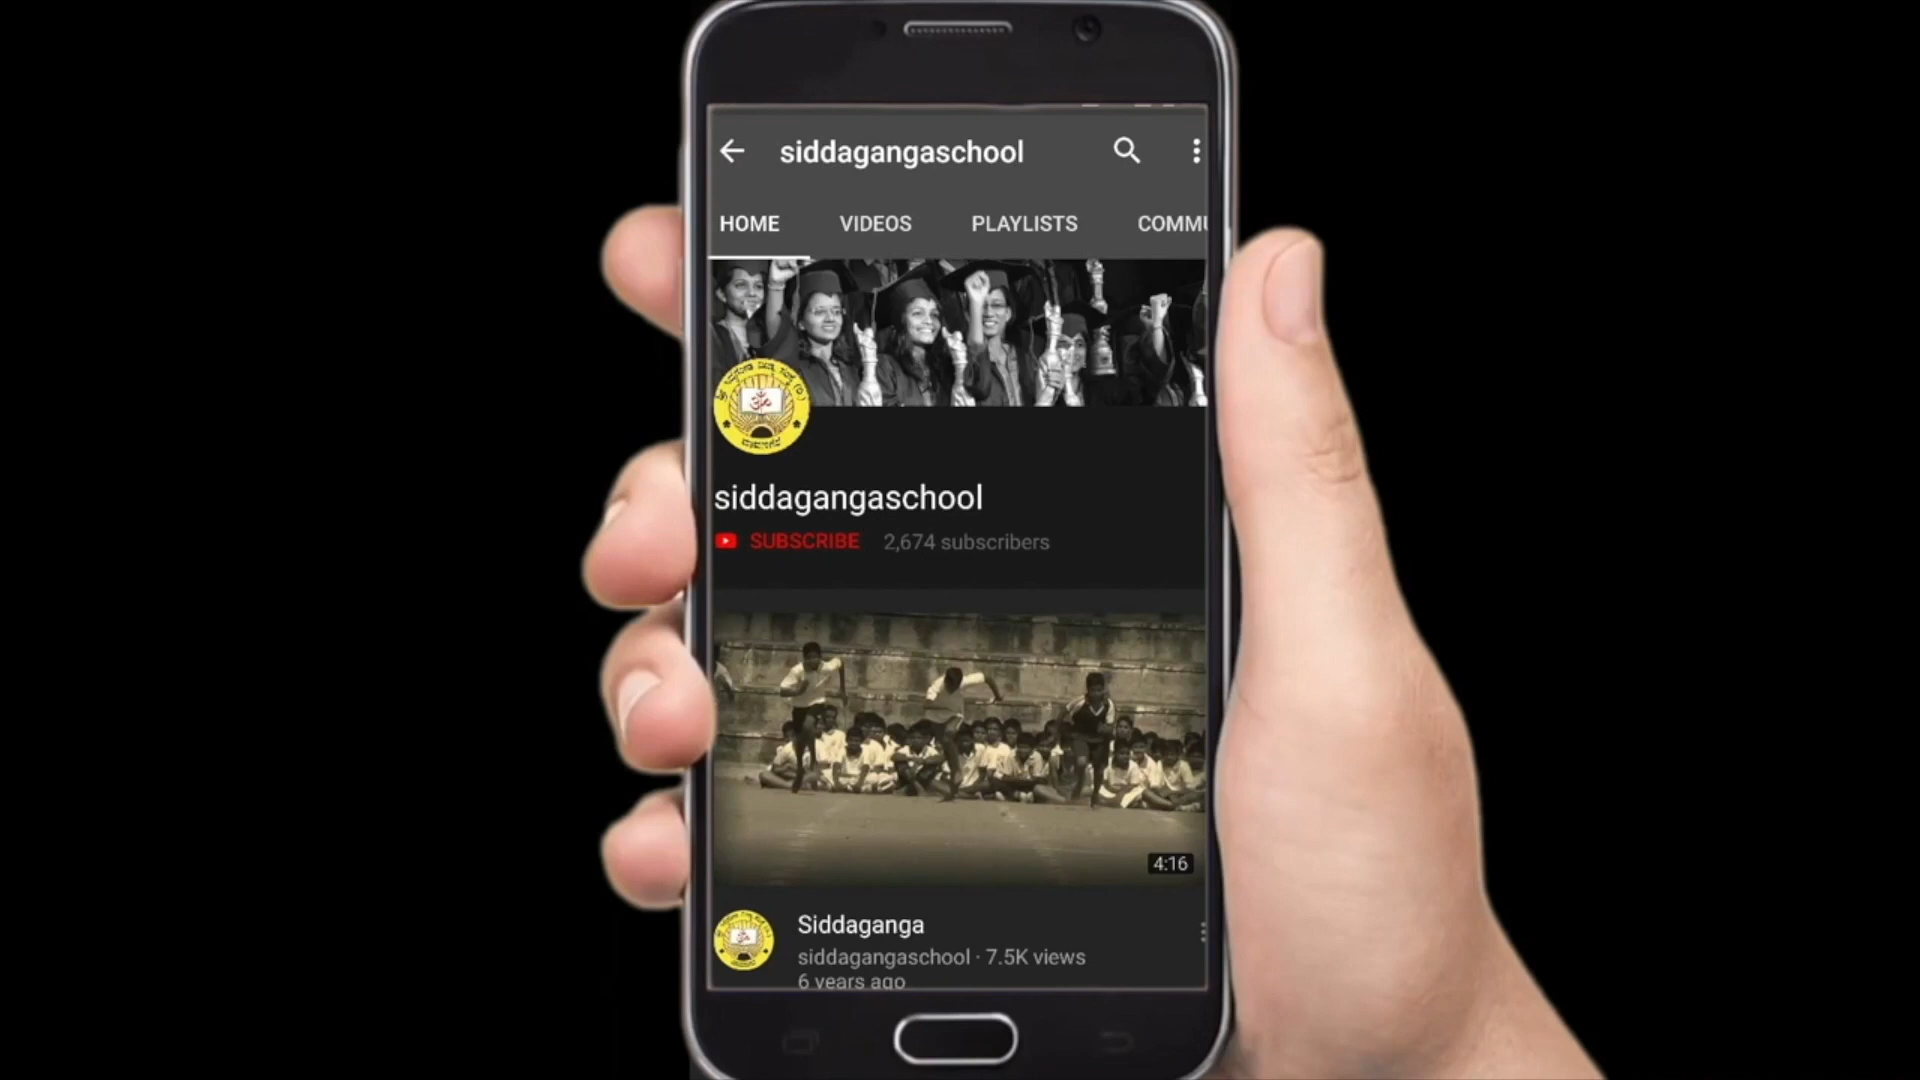 siddagangaschool
HOME VIDEOS PLAYLISTS COMMU
siddagangaschool
SUBSCRIBE 2,674 subscribers
4:16
Siddaganga
siddagangaschool · 7.5K views
6 years ago